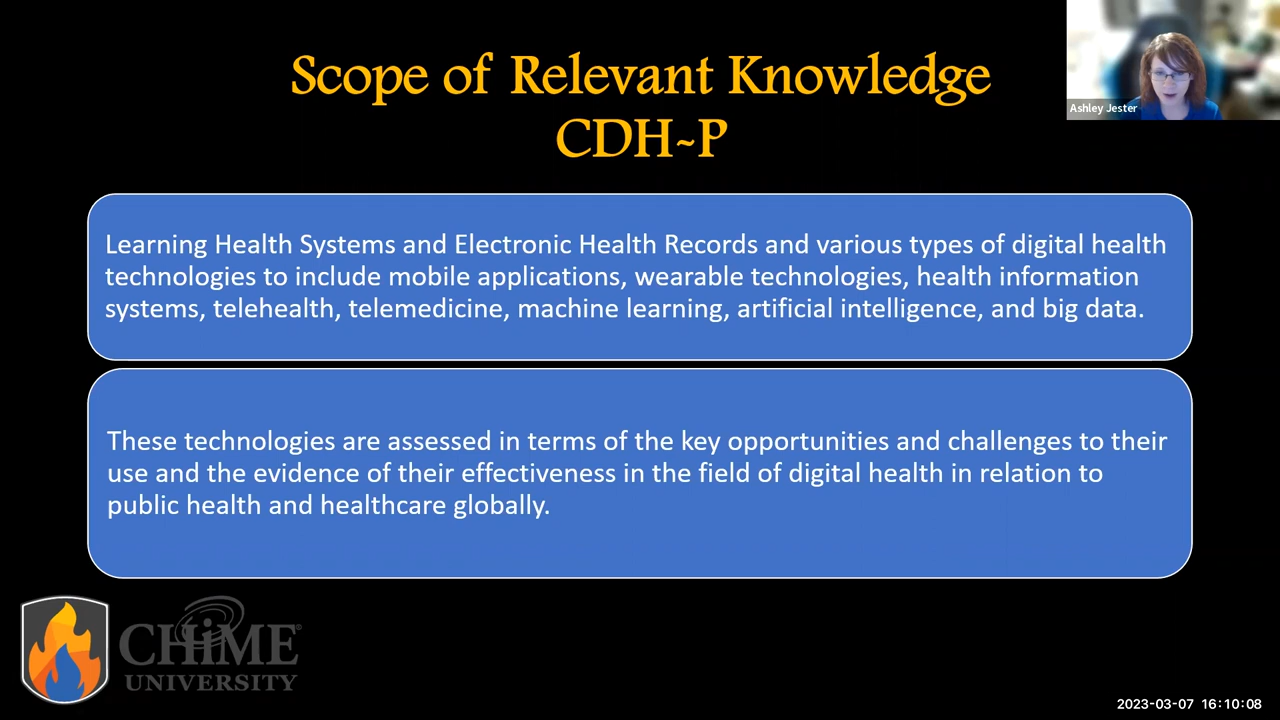 Scope of Relevant Knowledge
CDH~P
Ashley Jester
Learning Health Systems and Electronic Health Records and various types of digital health
technologies to include mobile applications, wearable technologies, health information
systems, telehealth, telemedicine, machine learning, artificial intelligence, and big data.
These technologies are assessed in terms of the key opportunities and challenges to their
use and the evidence of their effectiveness in the field of digital health in relation to
public health and healthcare globally.
CHiME®
UNIVERSITY
2023-03-07 16:10:08